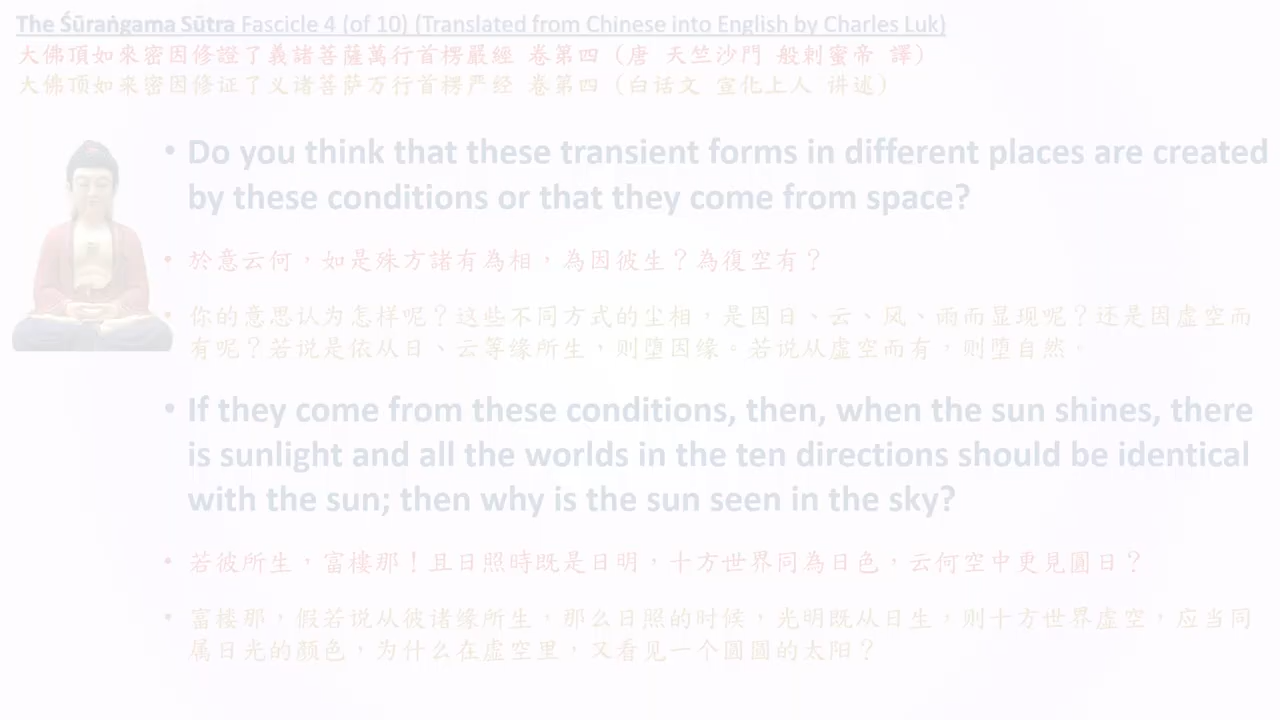 The Śūraṅgama Sūtra Fascicle 4 (of 10) (Translated from Chinese into English by Charles Luk)
大佛頂如來密因修證了義諸菩薩萬行首楞嚴經 卷第四 (唐 天竺沙門 般剌蜜帝 譯)
大佛顶如来密因修证了义诸菩萨万行首楞严经 卷第四 (白话文 宣化上人 讲述)
• Do you think that these transient forms in different places are created
by these conditions or that they come from space?
• 於意云何，如是殊方諸有為相，為因彼生？為復空有？
• 你的意思认为怎样呢？这些不同方式的尘相，是因日、云、风、雨而显现呢？还是因虚空而
有呢？若说是依从日、云等缘所生，则堕因缘。若说从虚空而有，则堕自然。
• If they come from these conditions, then, when the sun shines, there
is sunlight and all the worlds in the ten directions should be identical
with the sun; then why is the sun seen in the sky?
• 若彼所生，富樓那！且日照時既是日明，十方世界同為日色，云何空中更見圓日？
• 富楼那，假若说从彼诸缘所生，那么日照的时候，光明既从日生，则十方世界虚空，应当同
属日光的颜色，为什么在虚空里，又看见一个圆圆的太阳？